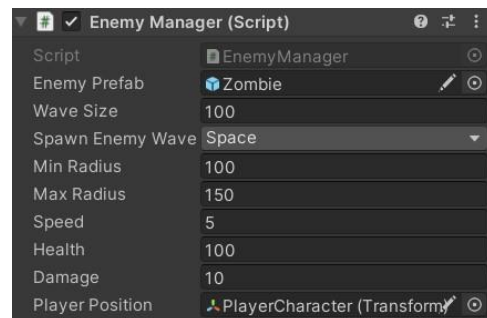 Enemy Manager (Script)
Script EnemyManager
Enemy Prefab Zombie
Wave Size 100
Spawn Enemy Wave Space
Min Radius 100
Max Radius 150
Speed 5
Health 100
Damage 10
Player Position PlayerCharacter (Transform)